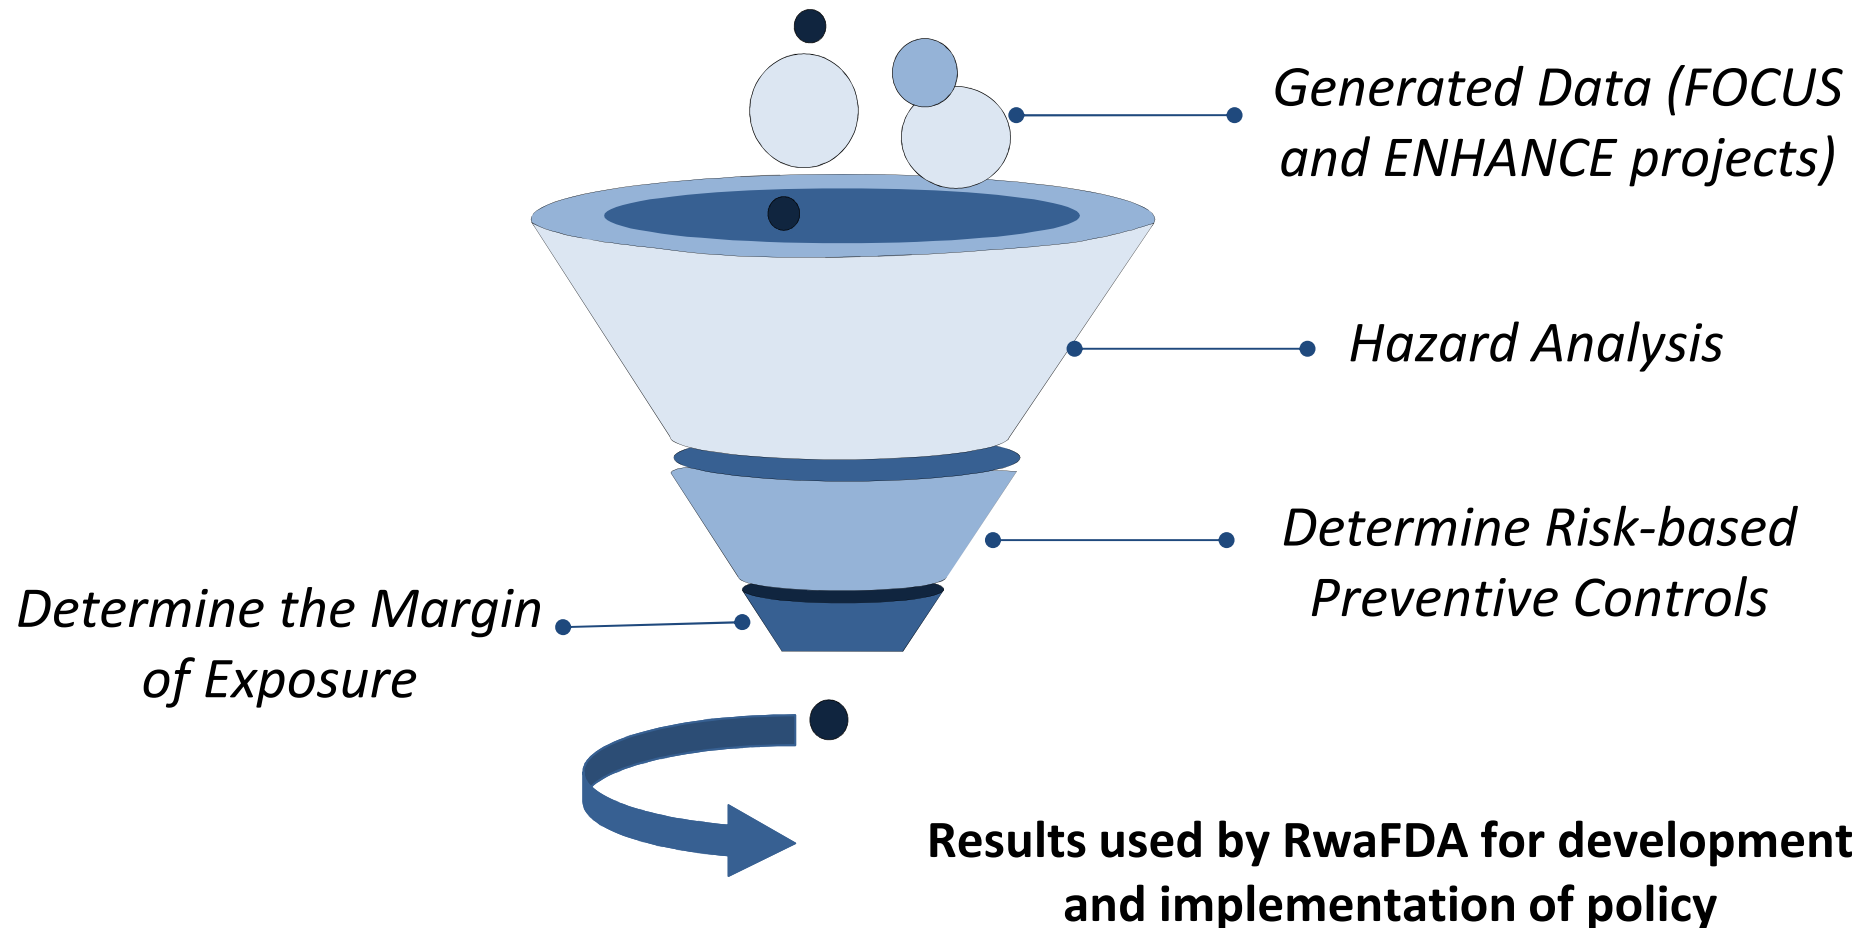 Generated Data (FOCUS
and ENHANCE projects)
Hazard Analysis
Determine Risk-based
Preventive Controls
Determine the Margin
of Exposure
Results used by RwaFDA for development
and implementation of policy